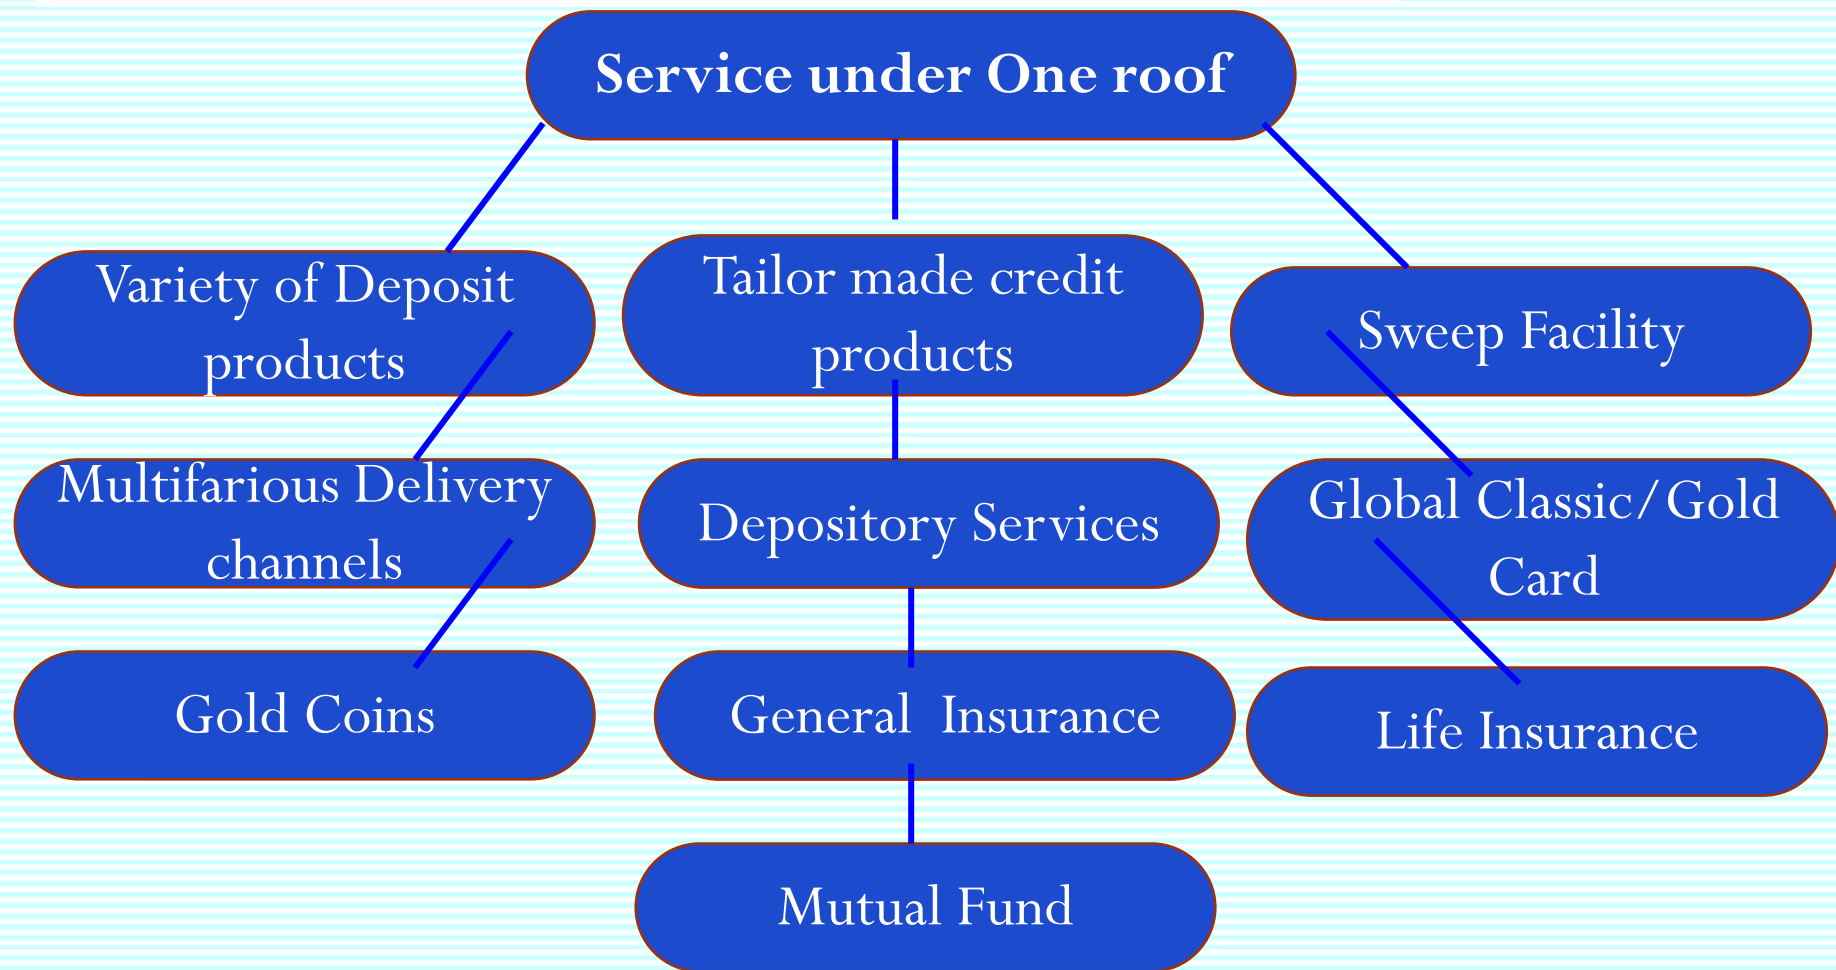 Service under One roof
Variety of Deposit
products
Tailor made credit
products
Sweep Facility
Multifarious Delivery
channels
Depository Services
Global Classic/Gold
Card
Gold Coins
General  Insurance
Life Insurance
Mutual Fund